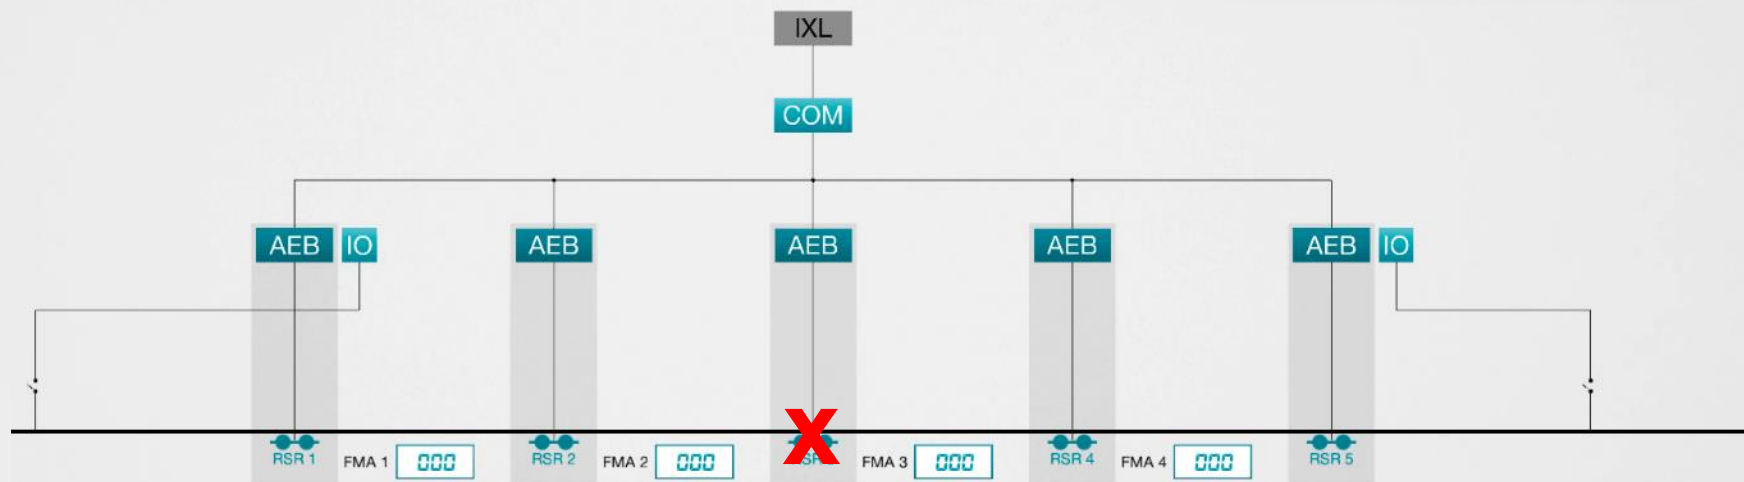 IXL
COM
AEB IO AEB AEB AEB AEB IO
X
RSR 1 FMA 1 000 RSR 2 FMA 2 000 FMA 3 000 RSR 4 FMA 4 000 RSR 5